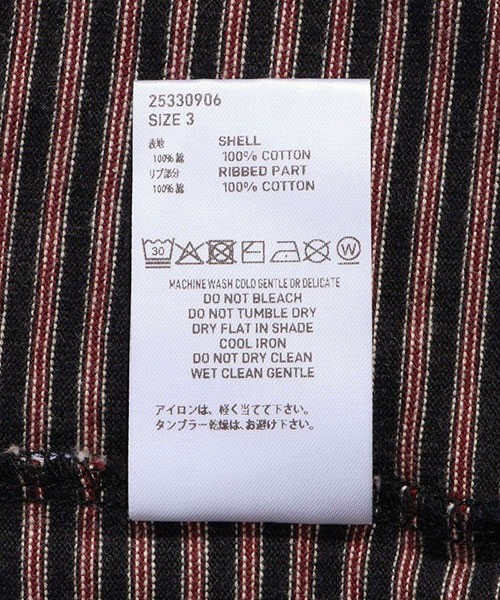 25330906
SIZE 3
表地 SHELL
100% 綿 100% COTTON
リブ部分 RIBBED PART
100% 綿 100% COTTON
30 W
MACHINE WASH COLD GENTLE OR DELICATE
DO NOT BLEACH
DO NOT TUMBLE DRY
DRY FLAT IN SHADE
COOL IRON
DO NOT DRY CLEAN
WET CLEAN GENTLE
アイロンは、軽く当てて下さい。
タンブラー乾燥は、お避け下さい。